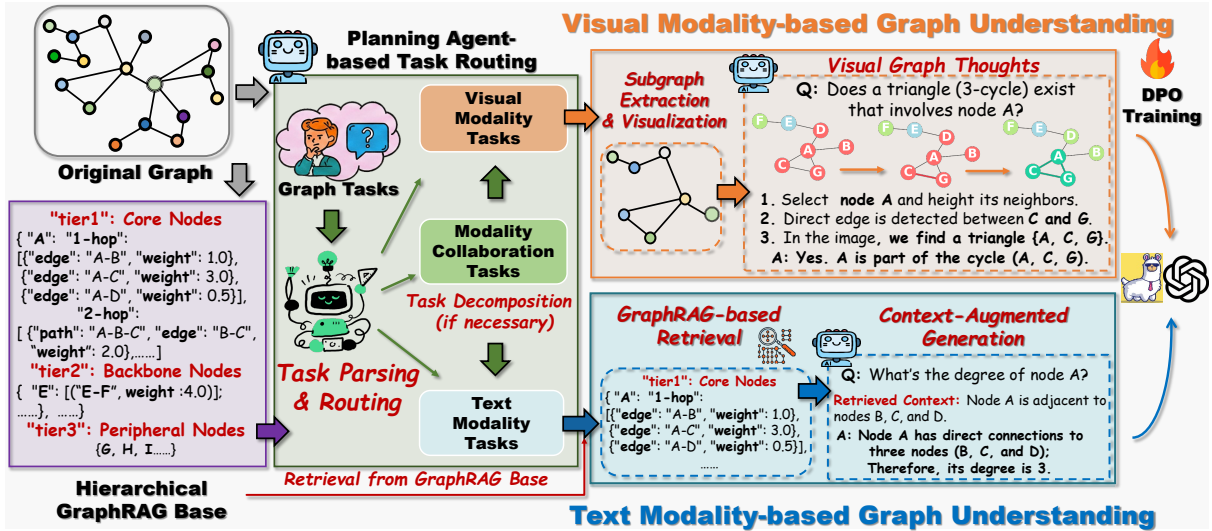 Visual Modality-based Graph Understanding
Original Graph
Planning Agent-
based Task Routing
AI
Graph Tasks
Task Parsing
& Routing
Visual
Modality
Tasks
Modality
Collaboration
Tasks
Task Decomposition
(if necessary)
Text
Modality
Tasks
"tier1": Core Nodes
{ "A": "1-hop":
[{"edge": "A-B", "weight": 1.0},
{"edge": "A-C", "weight": 3.0},
{"edge": "A-D", "weight": 0.5}],
"2-hop":
[ {"path": "A-B-C", "edge": "B-C",
"weight": 2.0},……]
"tier2": Backbone Nodes
{ "E": [("E-F", weight :4.0)];
……}, ……}
"tier3": Peripheral Nodes
{G, H, I……}
Hierarchical
GraphRAG Base
Retrieval from GraphRAG Base
Subgraph
Extraction
& Visualization
AI
Visual Graph Thoughts
Q: Does a triangle (3-cycle) exist
that involves node A?
F E D A B C G
F E D A B C G
F E D A B C G
1. Select node A and height its neighbors.
2. Direct edge is detected between C and G.
3. In the image, we find a triangle {A, C, G}.
A: Yes. A is part of the cycle (A, C, G).
DPO
Training
GraphRAG-based
Retrieval
"tier1": Core Nodes
{ "A": "1-hop":
[{"edge": "A-B", "weight": 1.0},
{"edge": "A-C", "weight": 3.0},
{"edge": "A-D", "weight": 0.5}],
……
AI
Context-Augmented
Generation
Q: What's the degree of node A?
Retrieved Context: Node A is adjacent to
nodes B, C, and D.
A: Node A has direct connections to
three nodes (B, C, and D);
Therefore, its degree is 3.
Text Modality-based Graph Understanding